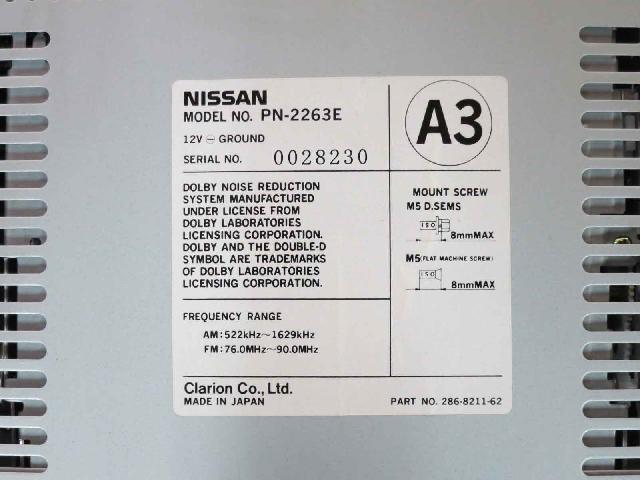 NISSAN
MODEL NO. PN-2263E
12V ⊖ GROUND
SERIAL NO. 0028230
A3
DOLBY NOISE REDUCTION
SYSTEM MANUFACTURED
UNDER LICENSE FROM
DOLBY LABORATORIES
LICENSING CORPORATION.
DOLBY AND THE DOUBLE-D
SYMBOL ARE TRADEMARKS
OF DOLBY LABORATORIES
LICENSING CORPORATION.
MOUNT SCREW
M5 D.SEMS
ISO
8mmMAX
M5(FLAT MACHINE SCREW)
ISO
8mmMAX
FREQUENCY RANGE
AM:522kHz~1629kHz
FM:76.0MHz~90.0MHz
Clarion Co., Ltd.
MADE IN JAPAN
PART NO. 286-8211-62